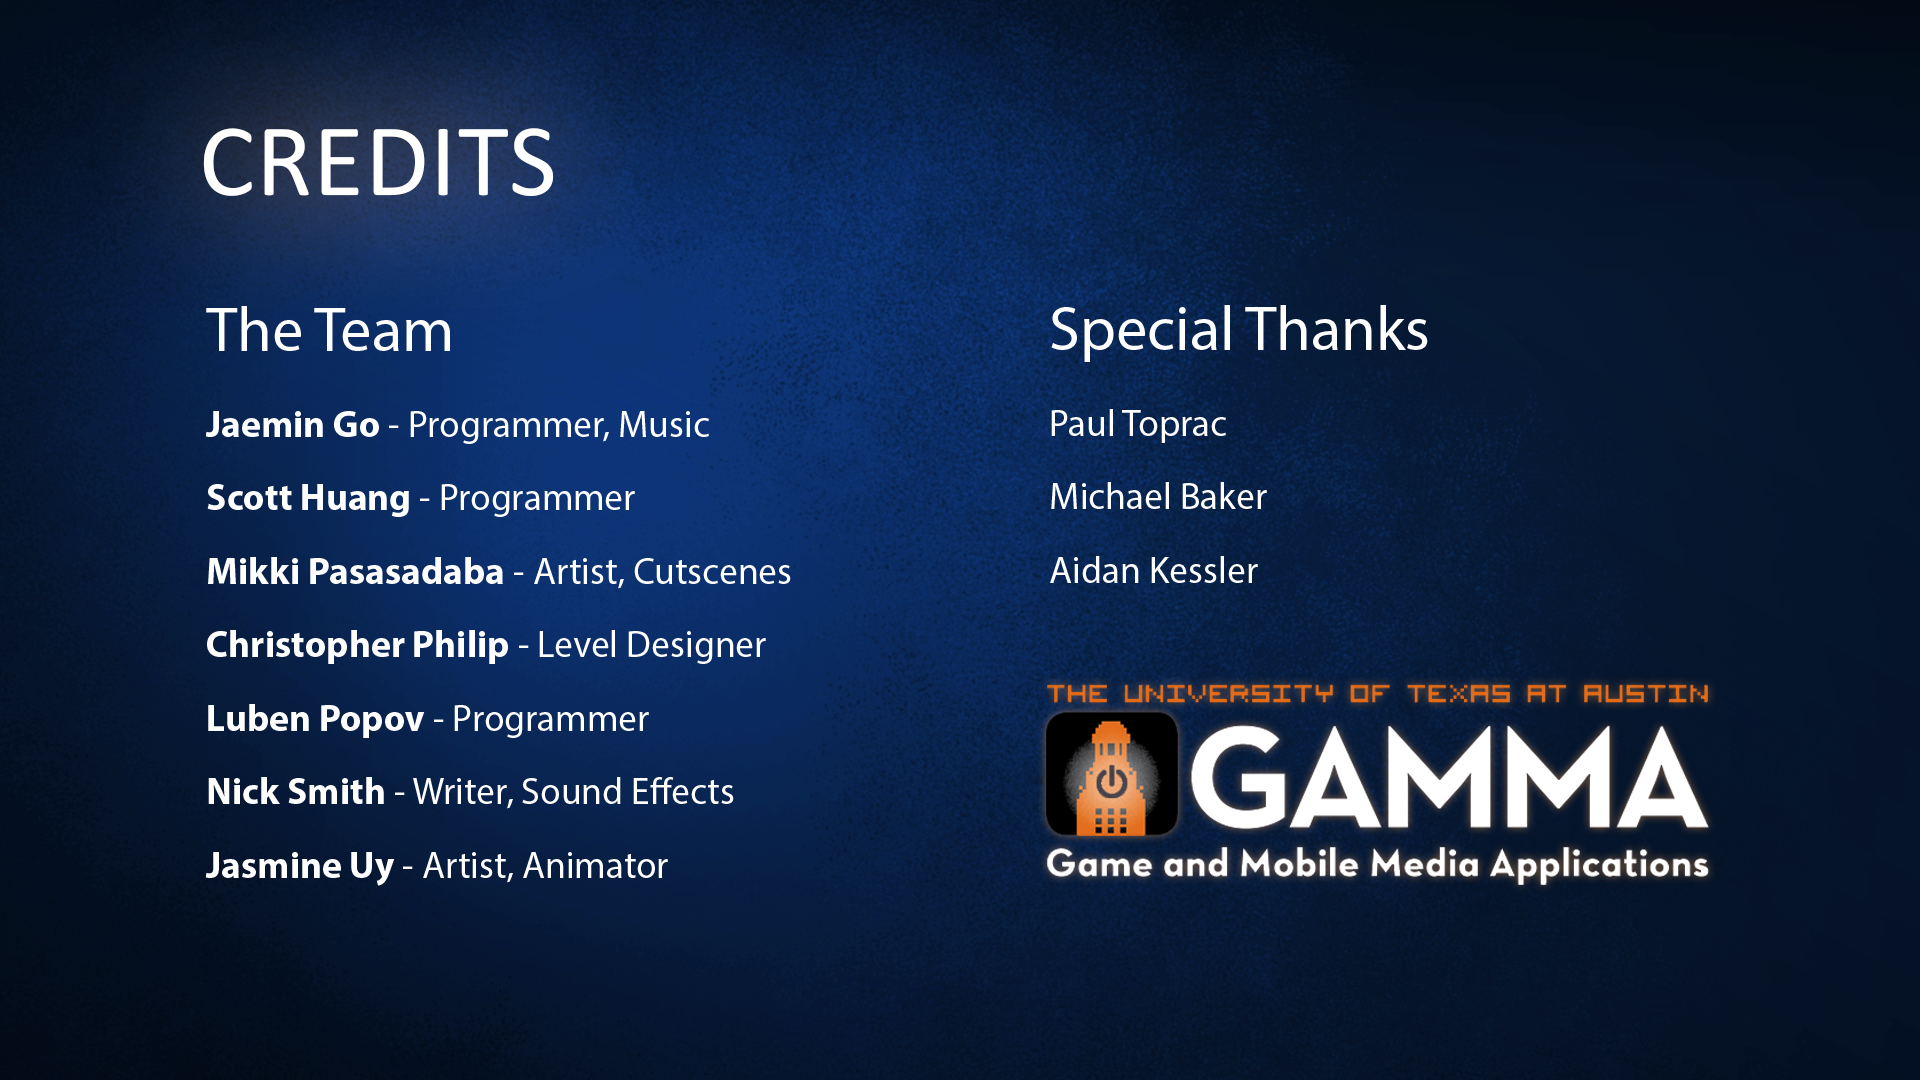 CREDITS
The Team
Jaemin Go - Programmer, Music
Scott Huang - Programmer
Mikki Pasasadaba - Artist, Cutscenes
Christopher Philip - Level Designer
Luben Popov - Programmer
Nick Smith - Writer, Sound Effects
Jasmine Uy - Artist, Animator
Special Thanks
Paul Toprac
Michael Baker
Aidan Kessler
THE UNIVERSITY OF TEXAS AT AUSTIN
GAMMA
Game and Mobile Media Applications